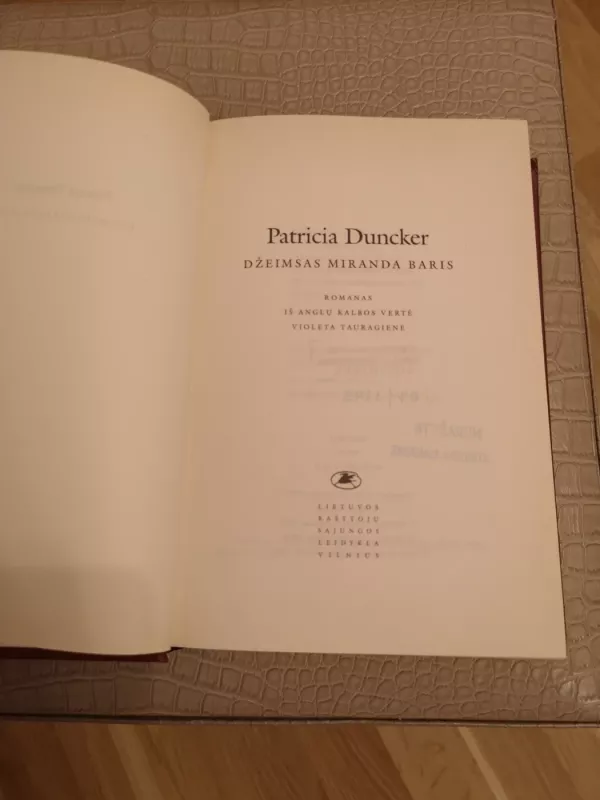 Patricia Duncker
DŽEIMSAS MIRANDA BARIS
ROMANAS
IŠ ANGLŲ KALBOS VERTĖ
VIOLETA TAURAGIENĖ
LIETUVOS
RAŠYTOJŲ
SĄJUNGOS
LEIDYKLA
VILNIUS